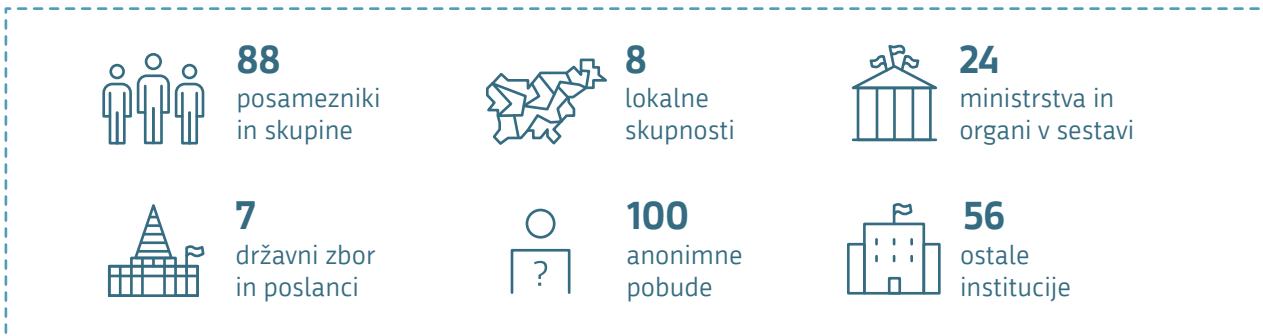 88
posamezniki
in skupine
8
lokalne
skupnosti
24
ministrstva in
organi v sestavi
7
državni zbor
in poslanci
?
100
anonimne
pobude
56
ostale
institucije